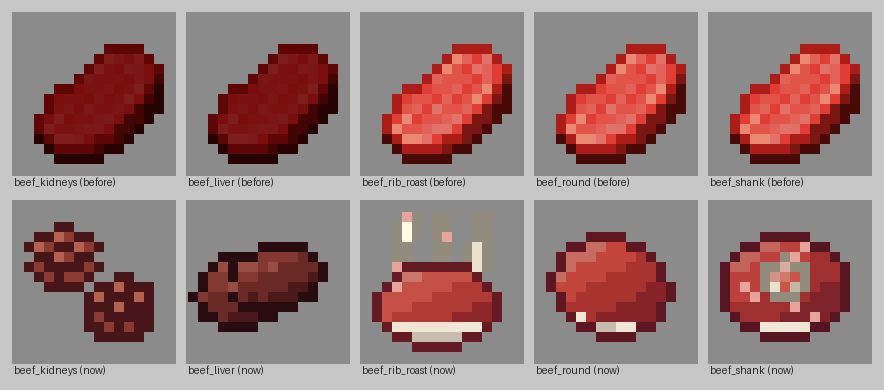 beef_kidneys (before)
beef_liver (before)
beef_rib_roast (before)
beef_round (before)
beef_shank (before)
beef_kidneys (now)
beef_liver (now)
beef_rib_roast (now)
beef_round (now)
beef_shank (now)